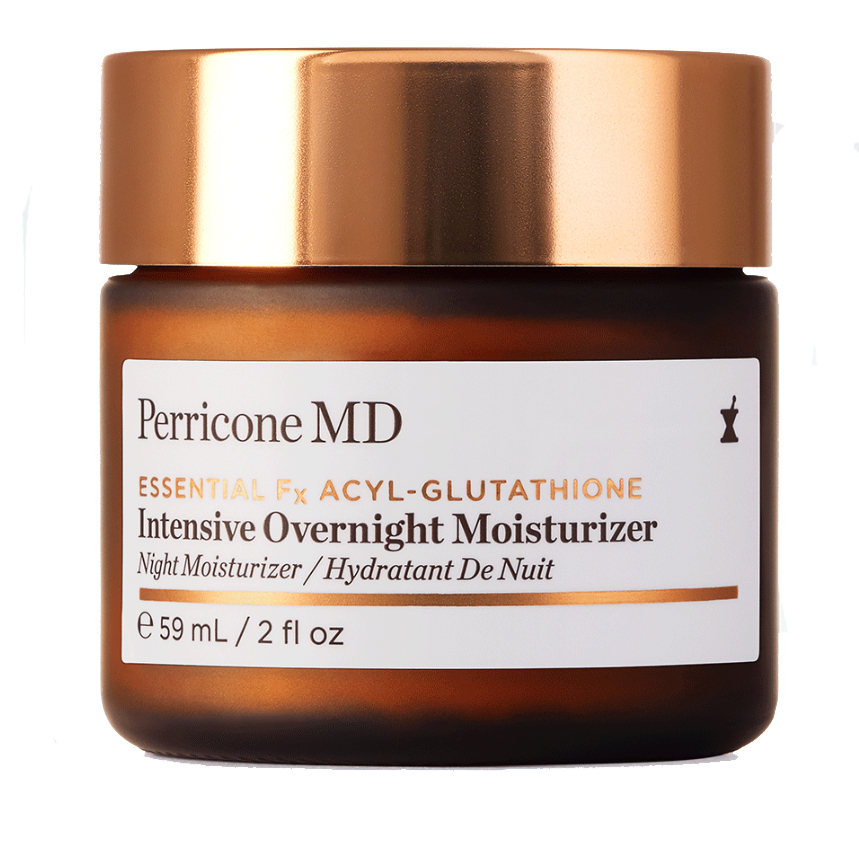 Perricone MD
ESSENTIAL Fx ACYL-GLUTATHIONE
Intensive Overnight Moisturizer
Night Moisturizer / Hydratant De Nuit
℮ 59 mL / 2 fl oz